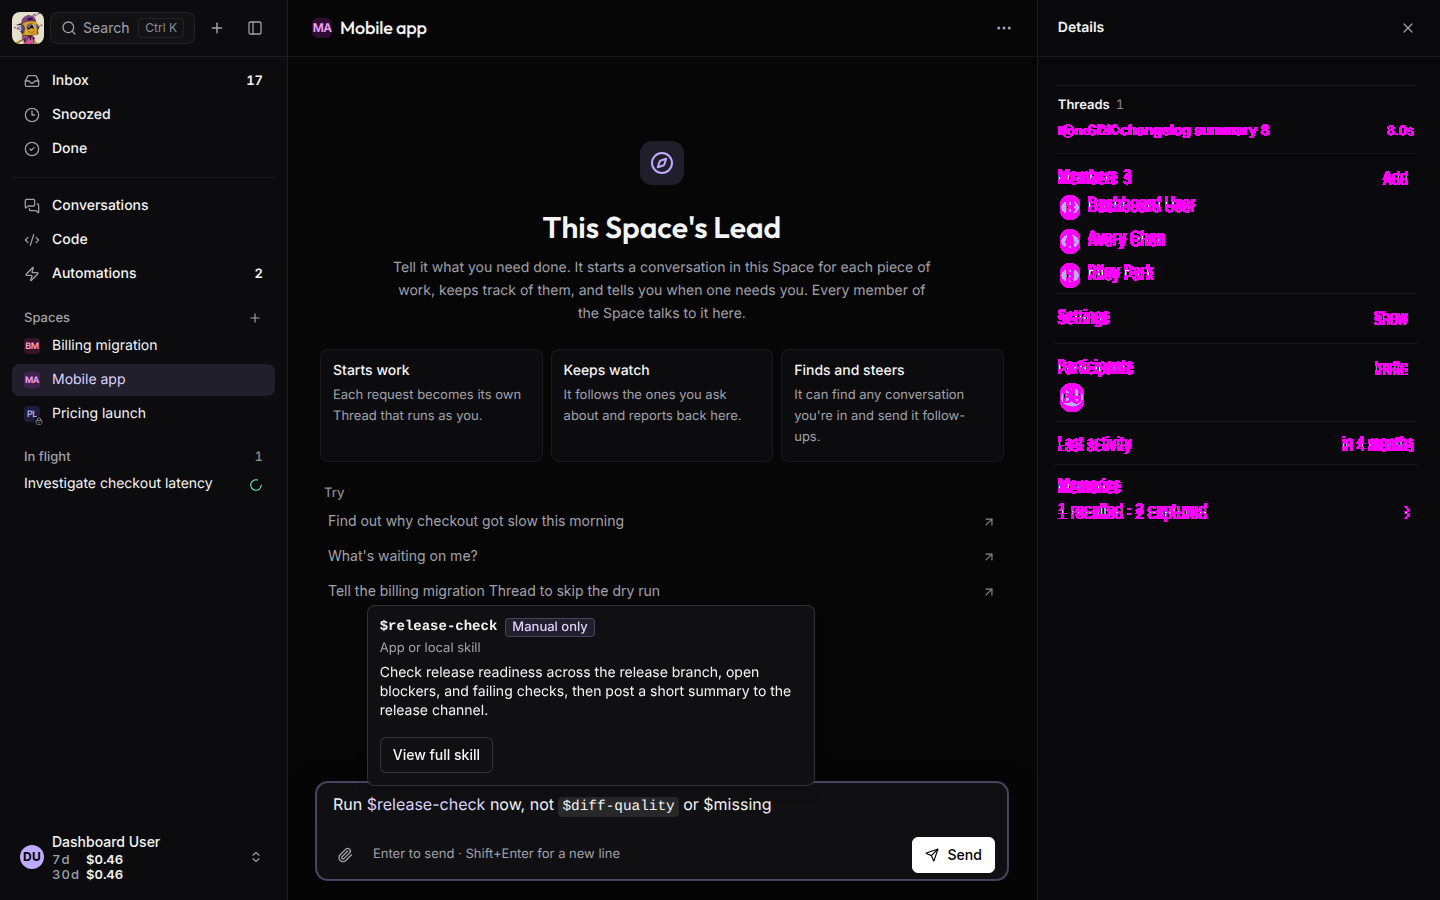 Search Ctrl K
Inbox 17
Snoozed
Done
Conversations
Code
Automations 2
Spaces
BM Billing migration
MA Mobile app
PL Pricing launch
In flight 1
Investigate checkout latency
DU Dashboard User
7d $0.46
30d $0.46
MA Mobile app
This Space's Lead
Tell it what you need done. It starts a conversation in this Space for each piece of
work, keeps track of them, and tells you when one needs you. Every member of
the Space talks to it here.
Starts work
Each request becomes its own
Thread that runs as you.
Keeps watch
It follows the ones you ask
about and reports back here.
Finds and steers
It can find any conversation
you're in and send it follow-
ups.
Try
Find out why checkout got slow this morning
What's waiting on me?
Tell the billing migration Thread to skip the dry run
$release-check Manual only
App or local skill
Check release readiness across the release branch, open
blockers, and failing checks, then post a short summary to the
release channel.
View full skill
Run $release-check now, not $diff-quality or $missing
Enter to send · Shift+Enter for a new line
Send
Details
Threads 1
changelog summary 8.0s
Members 3 Add
Dashboard User
Avery Chen
Riley Park
Settings Show
Participants Invite
Last activity in 4 months
Memories
captured